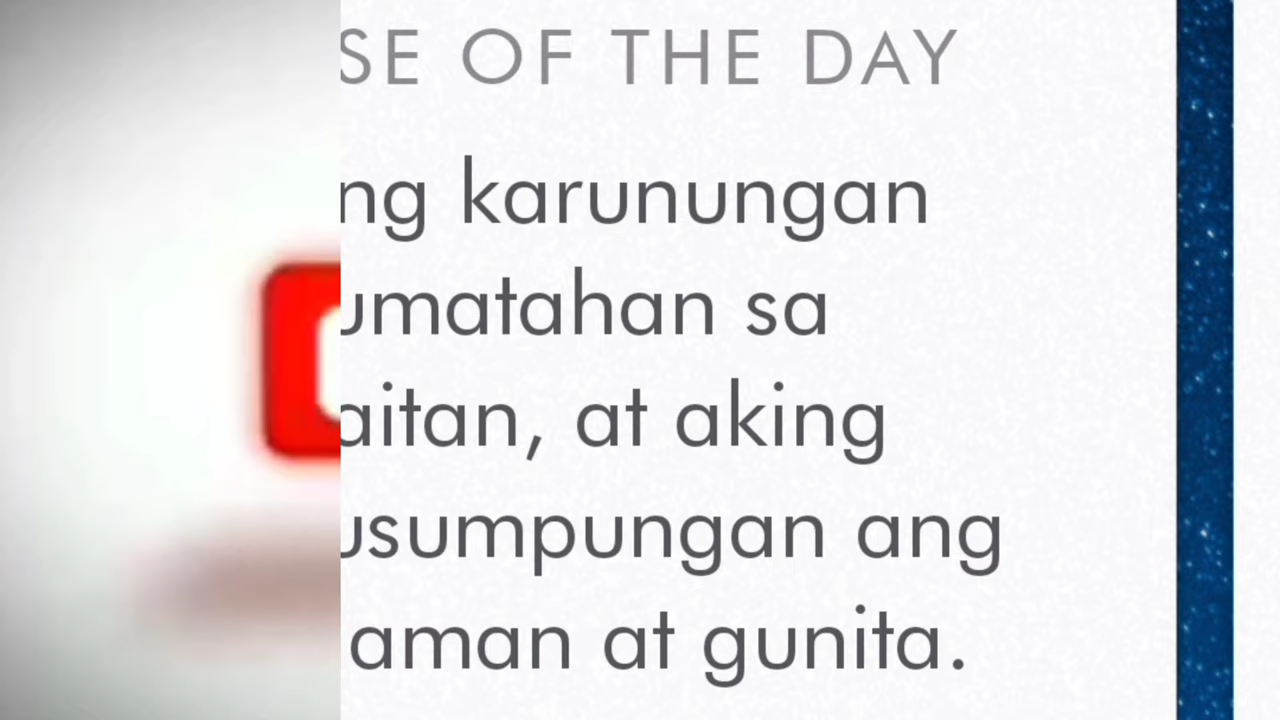 SE OF THE DAY
ng karunungan
umatahan sa
aitan, at aking
usumpungan ang
aman at gunita.